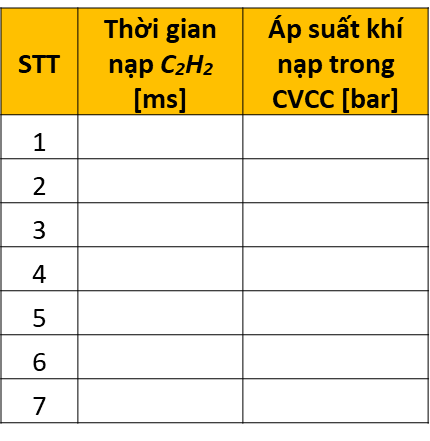 STT
Thời gian
nạp C₂H₂
[ms]
Áp suất khí
nạp trong
CVCC [bar]
1
2
3
4
5
6
7